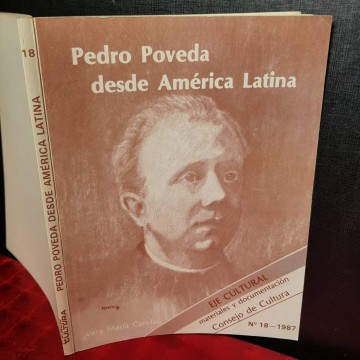 18
PEDRO POVEDA DESDE AMÉRICA LATINA
CULTURA
Pedro Poveda
desde América Latina
EJE CULTURAL
materiales y documentación
Consejo de Cultura
Nº 18 — 1987